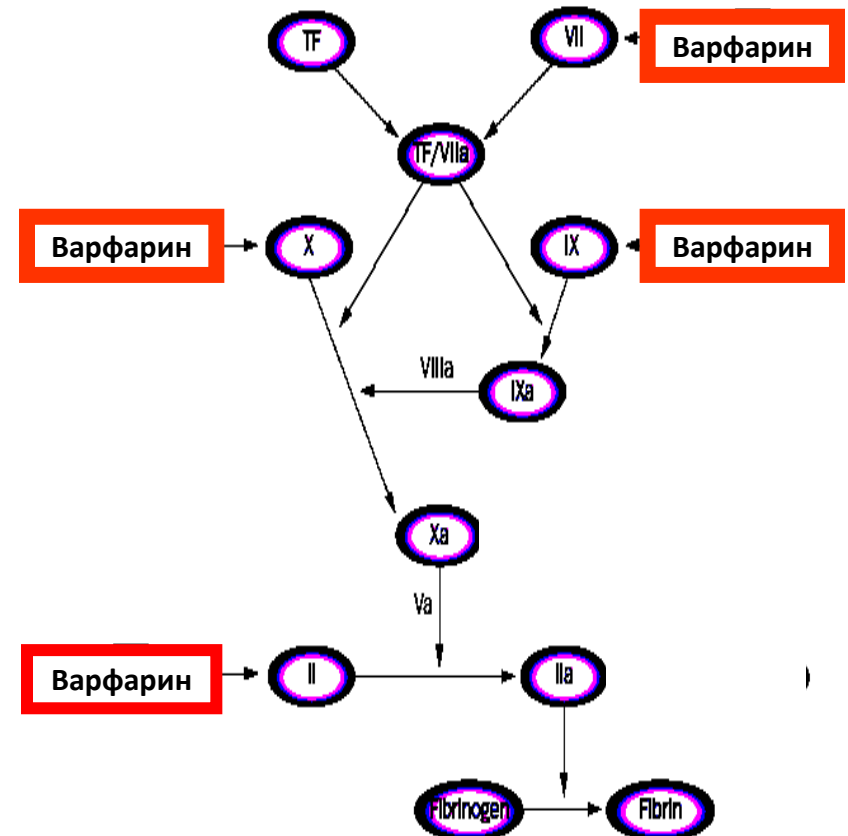 TF
VII
Варфарин
TF/VIIa
Варфарин
X
IX
Варфарин
VIIIa
IXa
Xa
Va
Варфарин
II
IIa
Fibrinogen
Fibrin